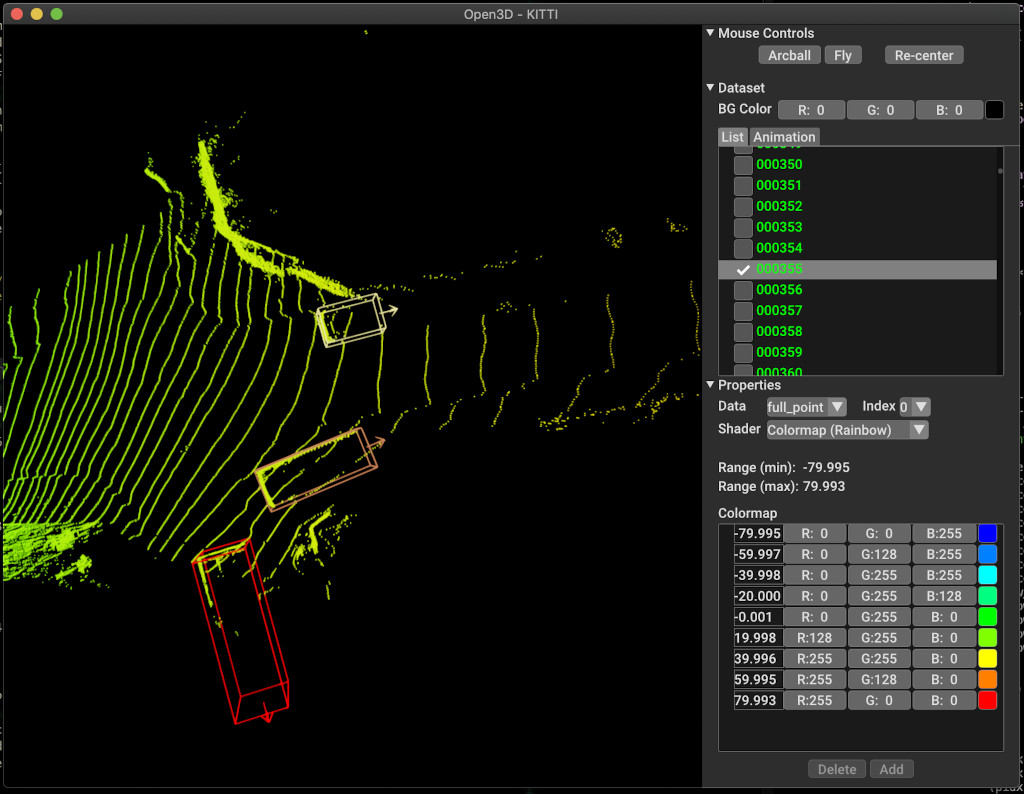 Open3D - KITTI
Mouse Controls
Arcball Fly Re-center
Dataset
BG Color R: 0 G: 0 B: 0
List Animation
000350
000351
000352
000353
000354
000355
000356
000357
000358
000359
000360
Properties
Data full_point Index 0
Shader Colormap (Rainbow)
Range (min): -79.995
Range (max): 79.993
Colormap
-79.995 R: 0 G: 0 B:255
-59.997 R: 0 G:128 B:255
-39.998 R: 0 G:255 B:255
-20.000 R: 0 G:255 B:128
-0.001 R: 0 G:255 B: 0
19.998 R:128 G:255 B: 0
39.996 R:255 G:255 B: 0
59.995 R:255 G:128 B: 0
79.993 R:255 G: 0 B: 0
Delete Add